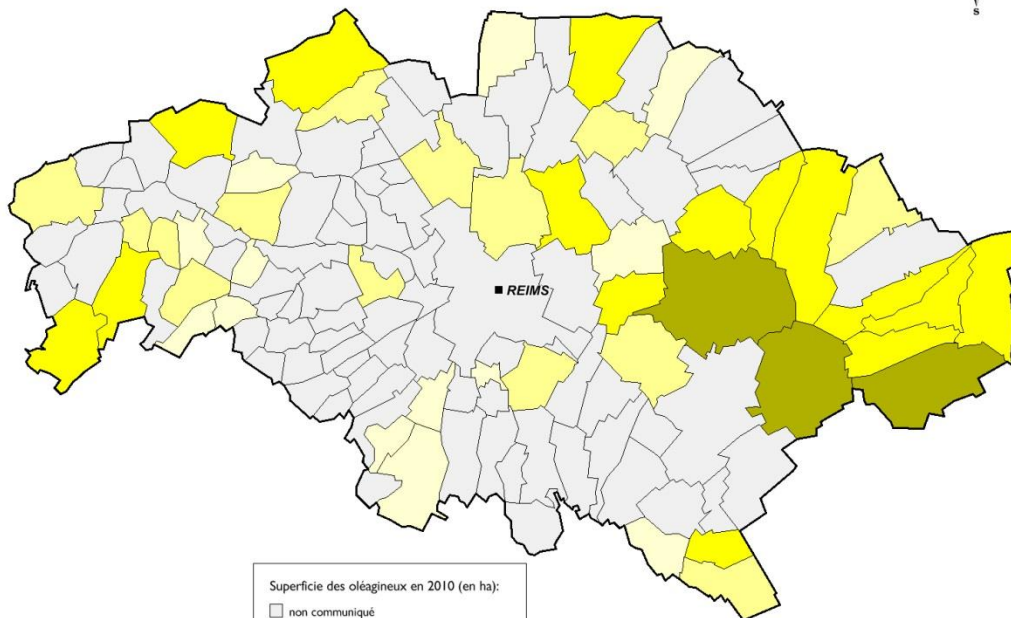 S
REIMS
Superficie des oléagineux en 2010 (en ha):
non communiqué